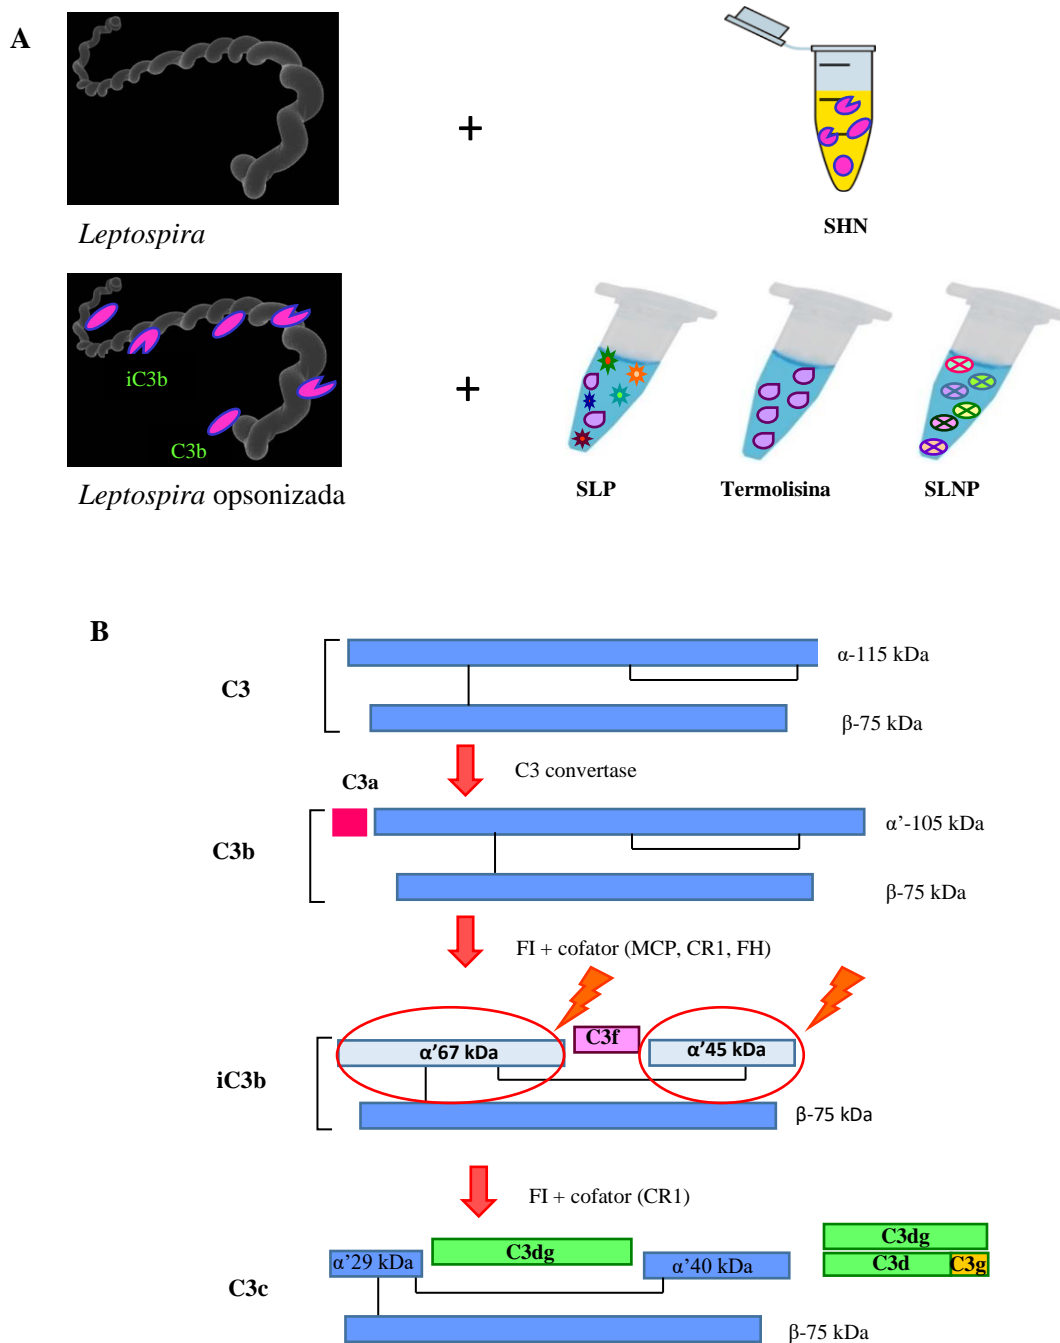 A
Leptospira
+
SHN
iC3b
C3b
+
Leptospira opsonizada
SLP
Termolisina
SLNP
B
C3
α-115 kDa
β-75 kDa
C3 convertase
C3a
C3b
α’-105 kDa
β-75 kDa
FI + cofator (MCP, CR1, FH)
iC3b
α’67 kDa
C3f
α’45 kDa
β-75 kDa
FI + cofator (CR1)
C3c
α’29 kDa
C3dg
α’40 kDa
C3dg
C3d
C3g
β-75 kDa